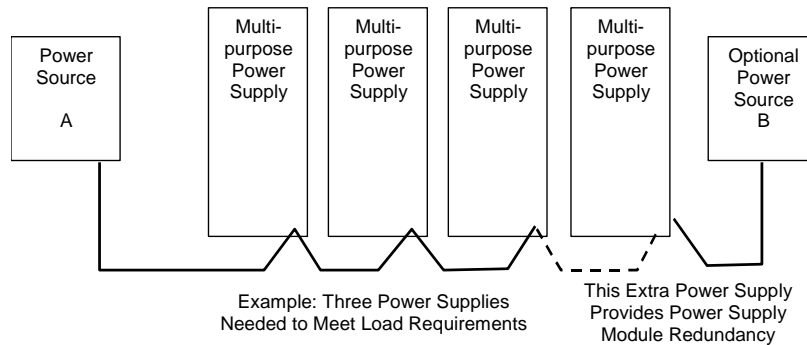 Power
Source
A
Multi-
purpose
Power
Supply
Multi-
purpose
Power
Supply
Multi-
purpose
Power
Supply
Multi-
purpose
Power
Supply
Optional
Power
Source
B
Example: Three Power Supplies
Needed to Meet Load Requirements
This Extra Power Supply
Provides Power Supply
Module Redundancy